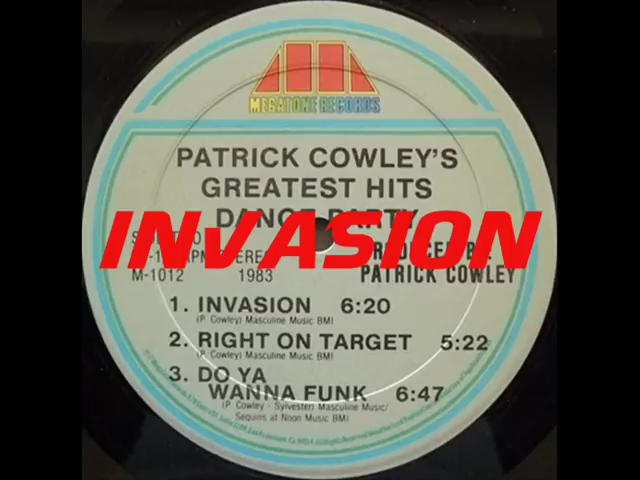 MEGATONE RECORDS
PATRICK COWLEY'S
GREATEST HITS
DANCE PARTY
INVASION
M-1012 1983
PATRICK COWLEY
1. INVASION 6:20
(P. Cowley) Masculine Music BMI
2. RIGHT ON TARGET 5:22
(P. Cowley) Masculine Music BMI
3. DO YA
WANNA FUNK 6:47
(P. Cowley - Sylvester) Masculine Music/
Sequins at Noon Music BMI